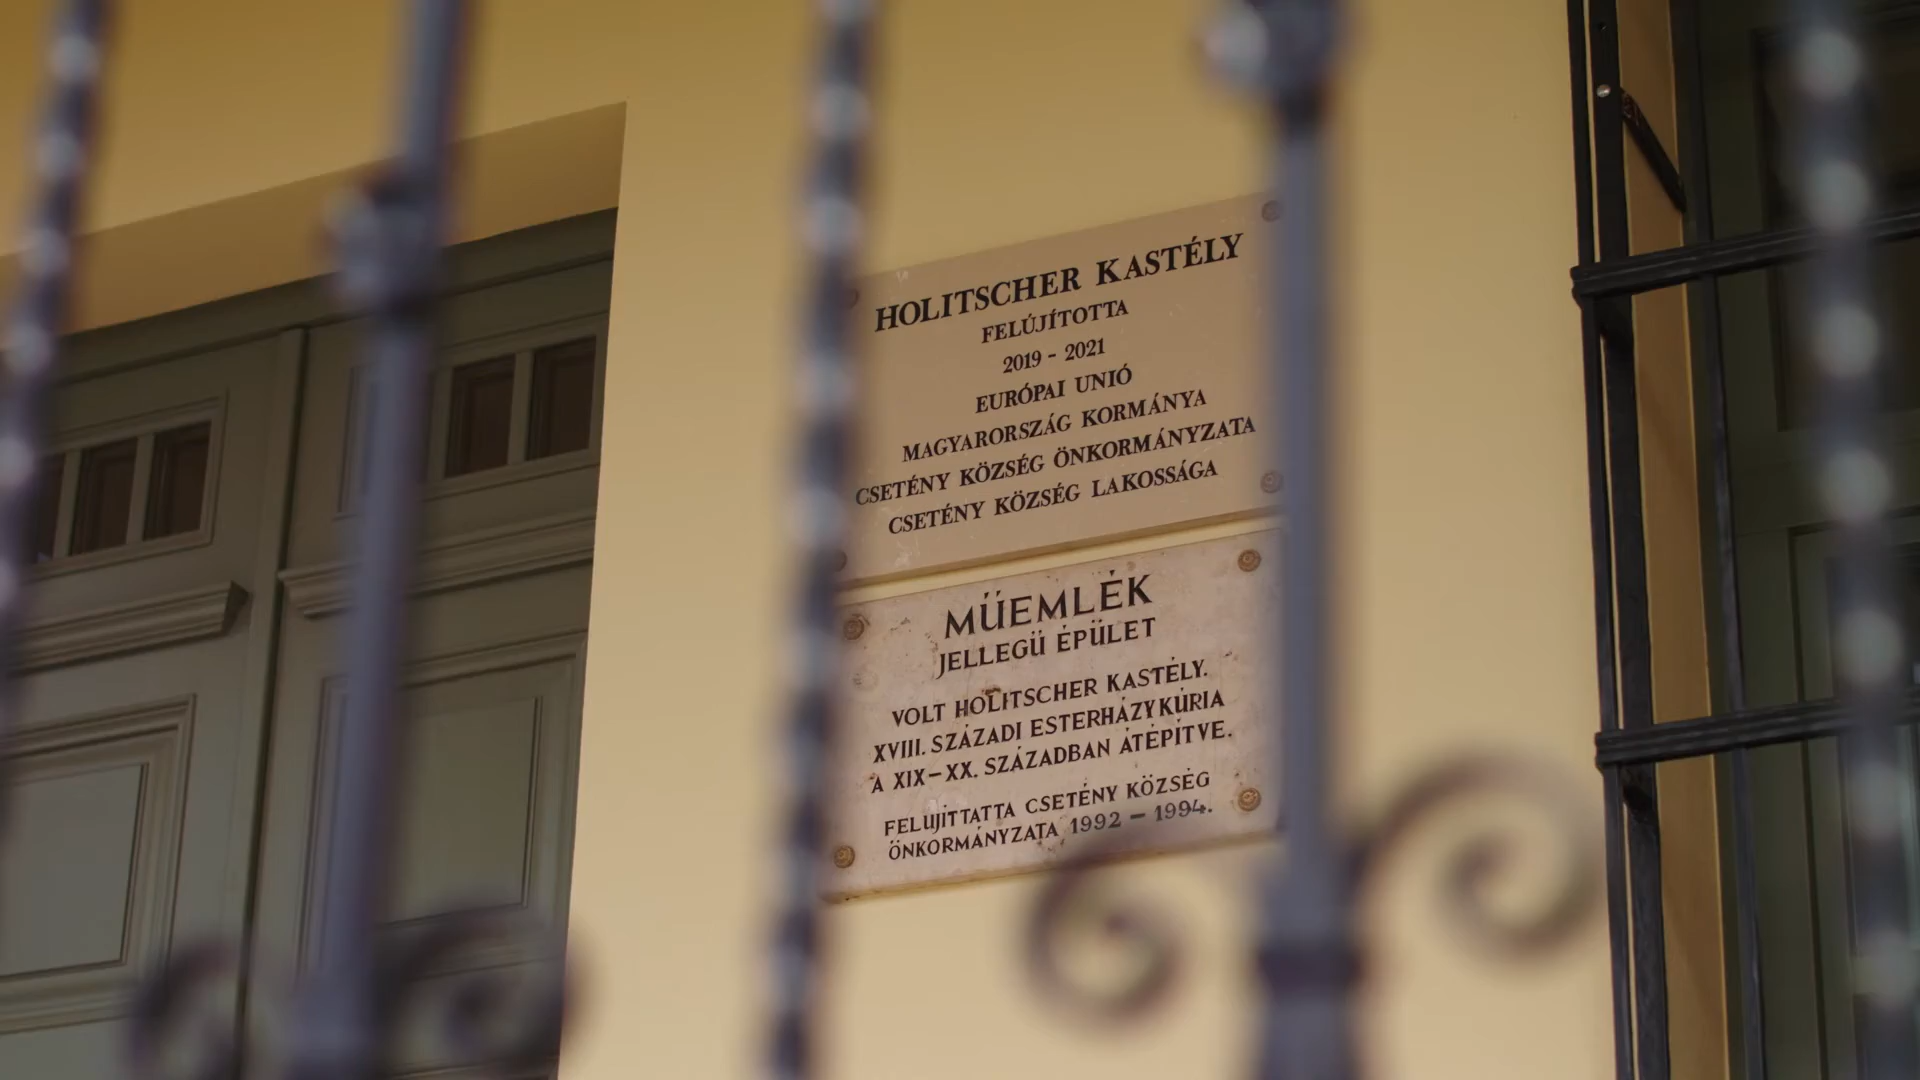 HOLITSCHER KASTÉLY
FELÚJÍTOTTA
2019 - 2021
EURÓPAI UNIÓ
MAGYARORSZÁG KORMÁNYA
CSETÉNY KÖZSÉG ÖNKORMÁNYZATA
CSETÉNY KÖZSÉG LAKOSSÁGA
MŰEMLÉK
JELLEGŰ ÉPÜLET
VOLT HOLITSCHER KASTÉLY.
XVIII. SZÁZADI ESTERHÁZY KÚRIA
A XIX–XX. SZÁZADBAN ÁTÉPÍTVE.
FELÚJÍTTATTA CSETÉNY KÖZSÉG
ÖNKORMÁNYZATA 1992 – 1994.